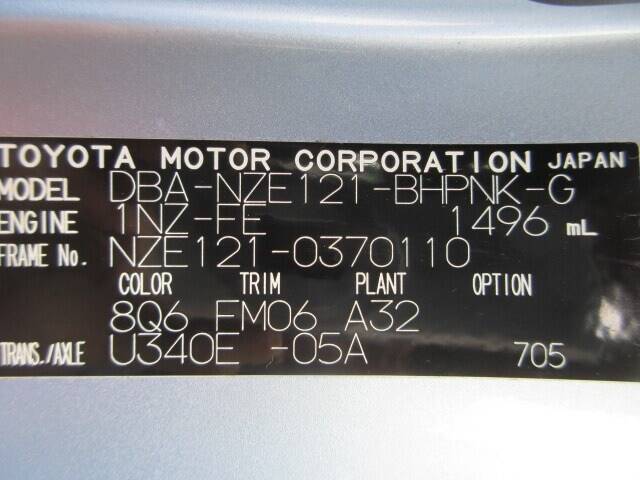 TOYOTA MOTOR CORPORATION JAPAN
MODEL DBA-NZE121-BHPNK-G
ENGINE 1NZ-FE 1496 mL
FRAME No. NZE121-0370110
COLOR TRIM PLANT OPTION
8Q6 FM06 A32
TRANS./AXLE U340E -05A 705